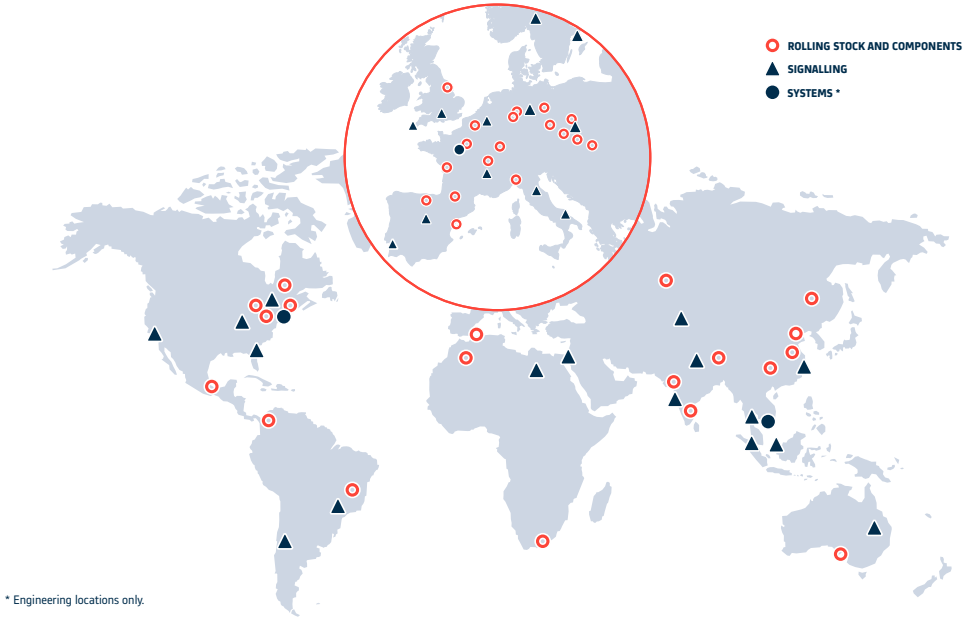 ROLLING STOCK AND COMPONENTS
SIGNALLING
SYSTEMS *
* Engineering locations only.